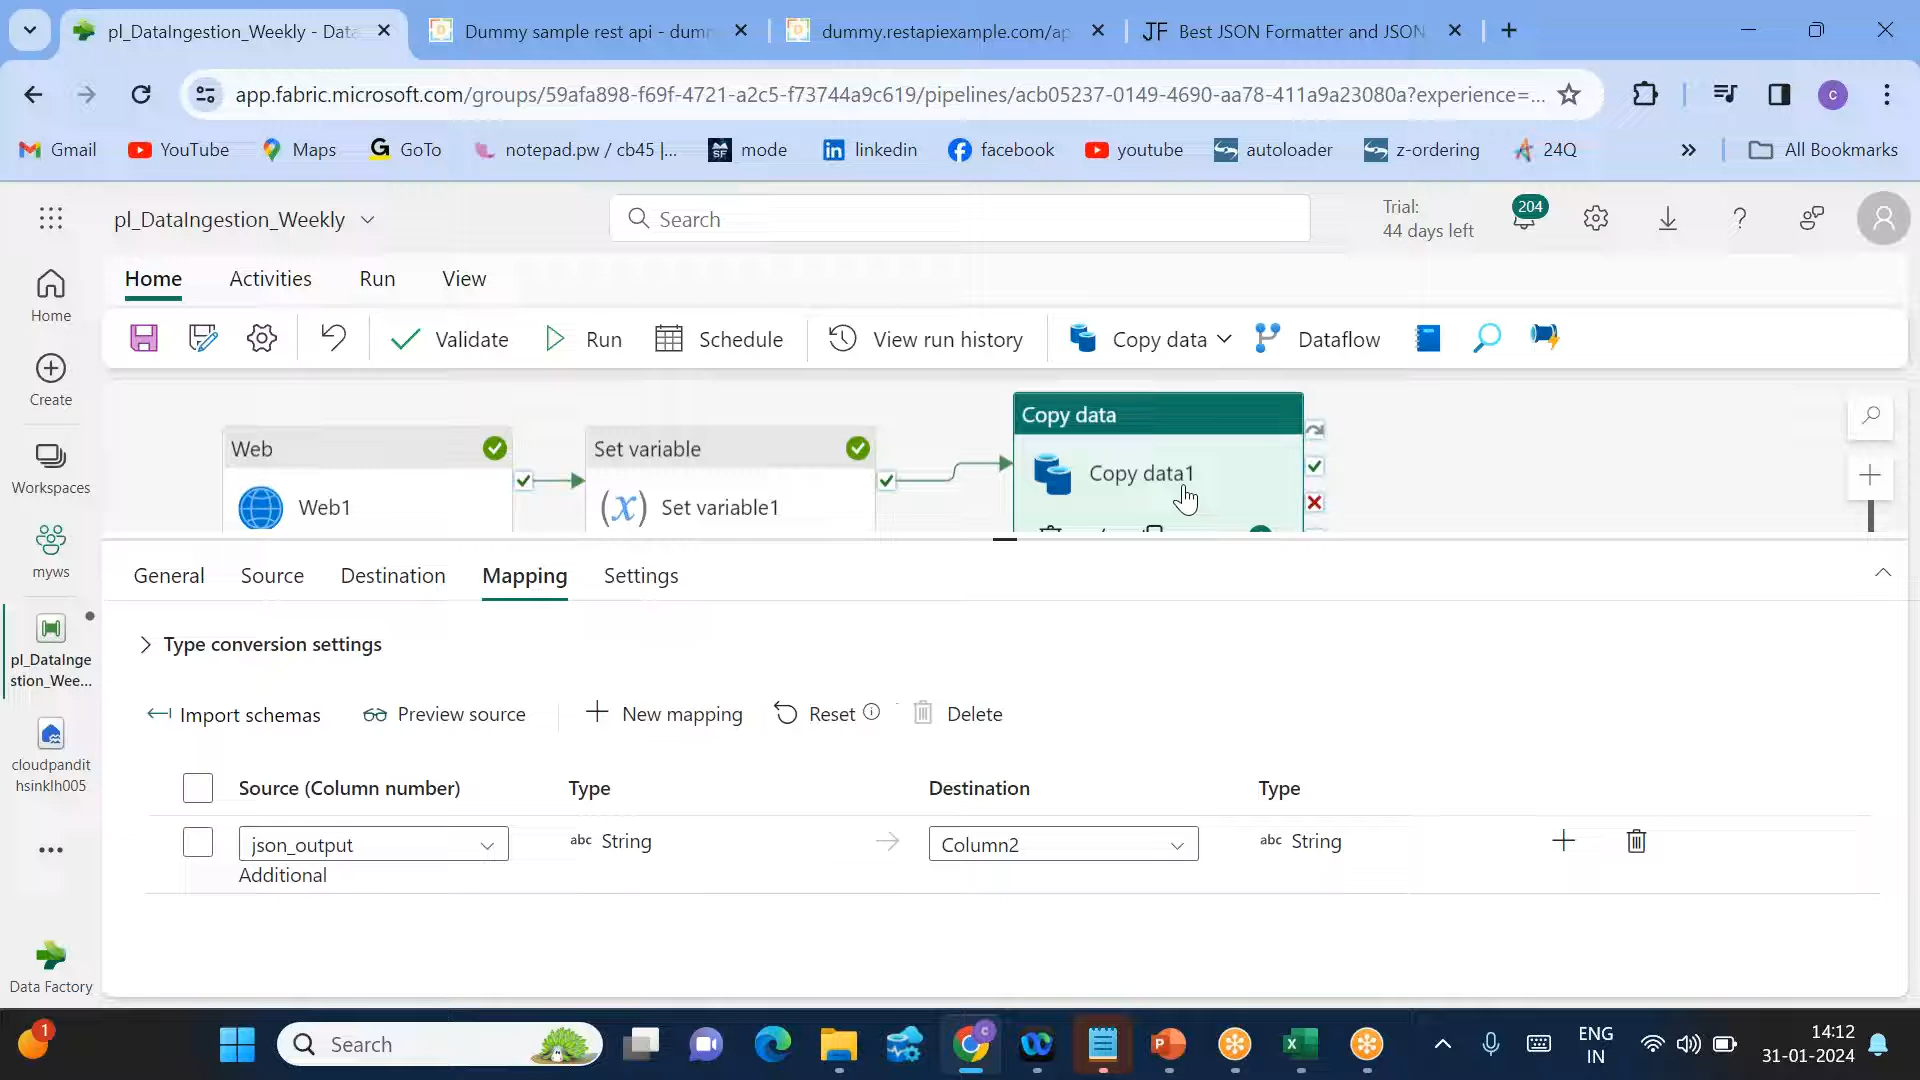 pl_DataIngestion_Weekly - Data
Dummy sample rest api - dumm
dummy.restapiexample.com/ap
JF Best JSON Formatter and JSON
app.fabric.microsoft.com/groups/59afa898-f69f-4721-a2c5-f73744a9c619/pipelines/acb05237-0149-4690-aa78-411a9a23080a?experience=...
c
Gmail
YouTube
Maps
G GoTo
notepad.pw / cb45 |...
mode
linkedin
facebook
youtube
autoloader
z-ordering
24Q
All Bookmarks
pl_DataIngestion_Weekly
Search
Trial:
44 days left
204
Home
Activities
Run
View
Validate
Run
Schedule
View run history
Copy data
Dataflow
Home
Create
Workspaces
myws
pl_DataInge
stion_Wee...
cloudpandit
hsinklh005
Data Factory
Web
Web1
Set variable
(x) Set variable1
Copy data
Copy data1
General
Source
Destination
Mapping
Settings
Type conversion settings
Import schemas
Preview source
New mapping
Reset
Delete
Source (Column number)
Type
Destination
Type
json_output
abc String
Column2
abc String
Additional
1
Search
C
ENG
IN
14:12
31-01-2024